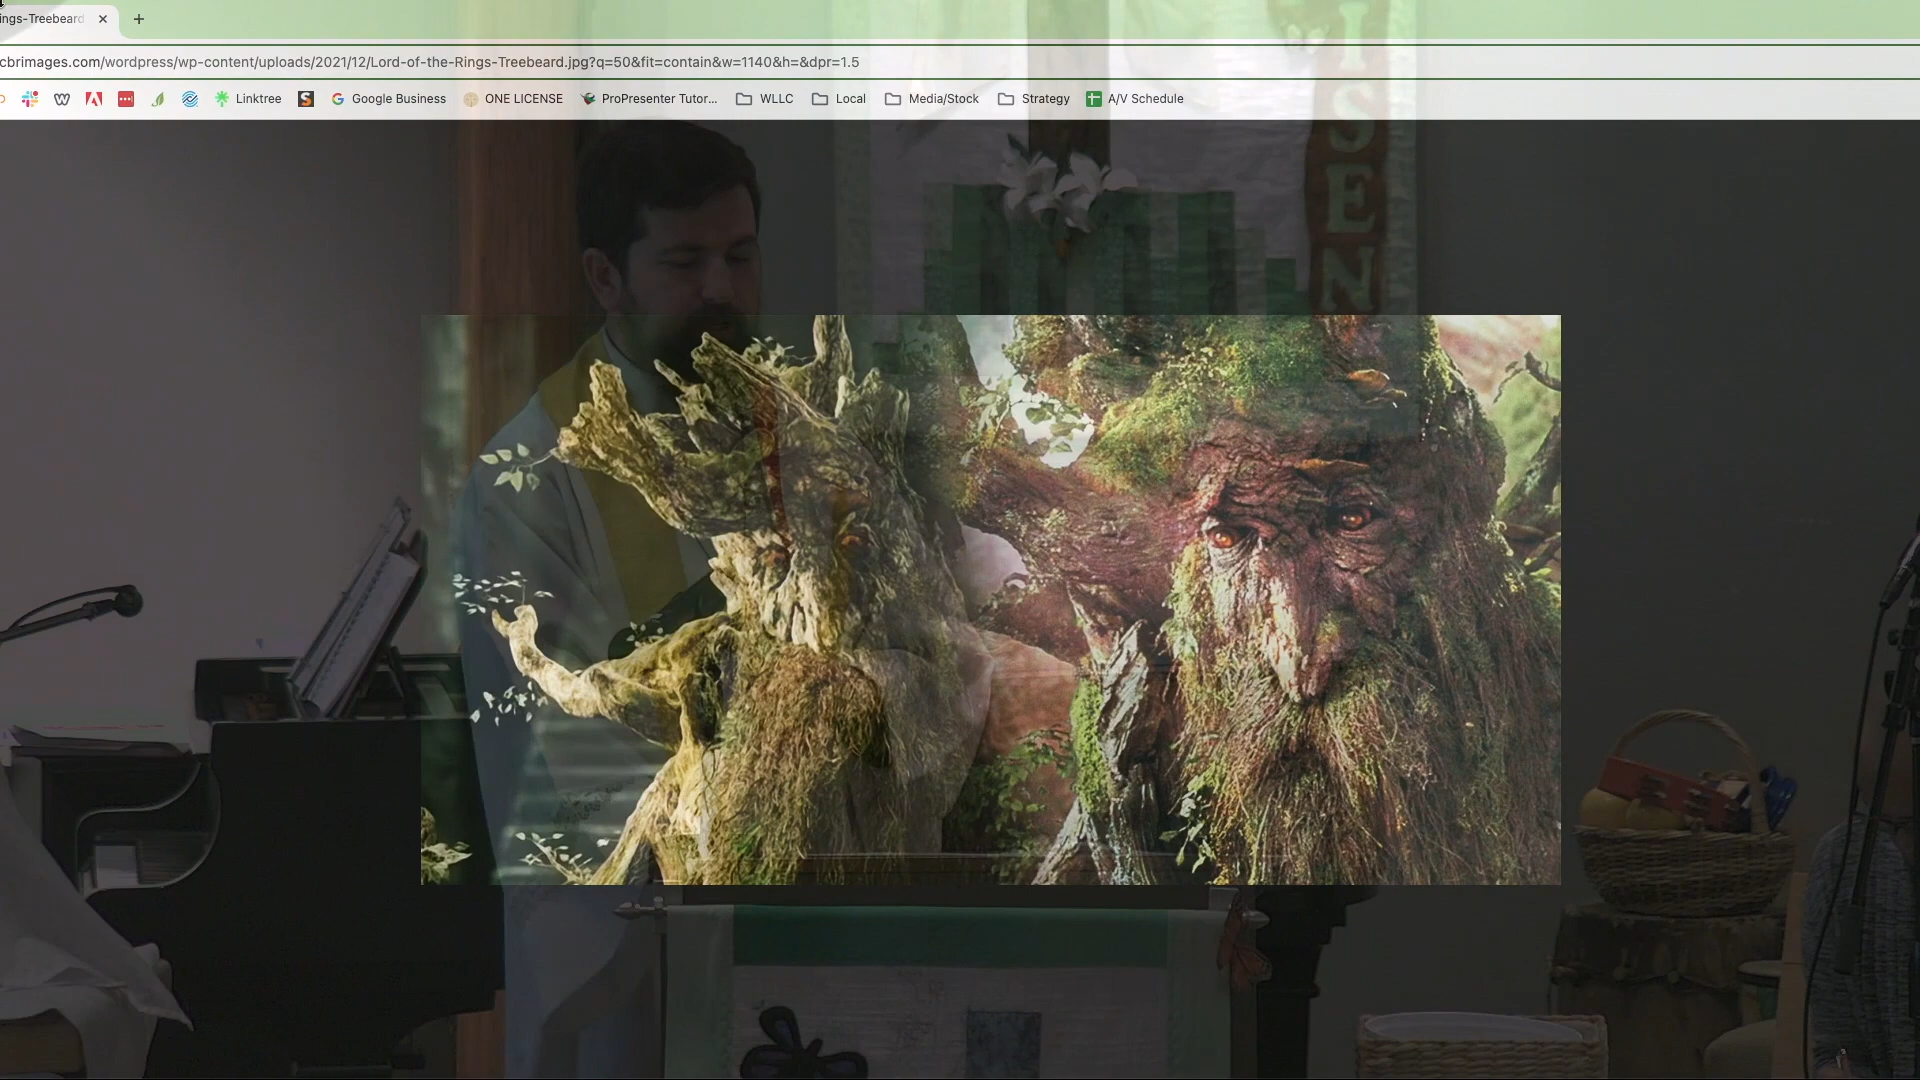 ings-Treebeard
cbrimages.com/wordpress/wp-content/uploads/2021/12/Lord-of-the-Rings-Treebeard.jpg?q=50&fit=contain&w=1140&h=&dpr=1.5
Linktree Google Business ONE LICENSE ProPresenter Tutor... WLLC Local Media/Stock Strategy A/V Schedule
ISEN